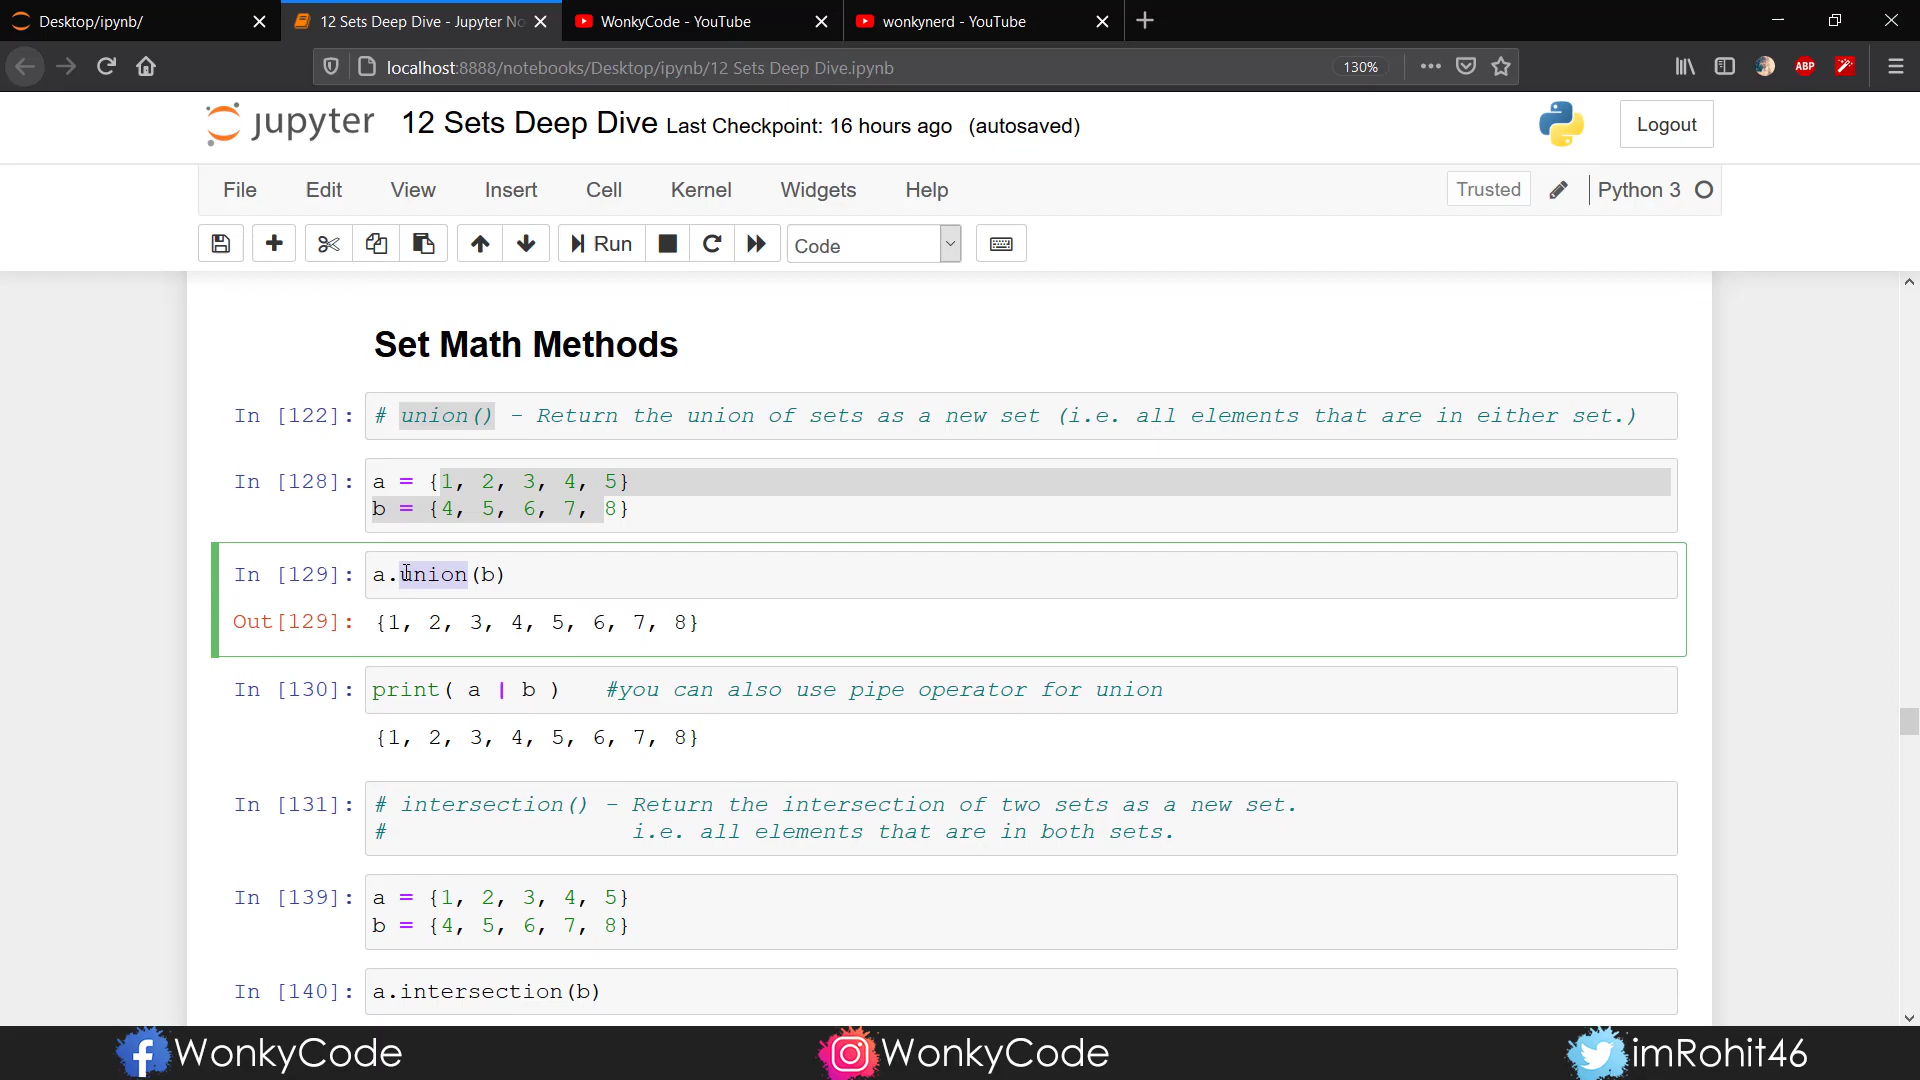 Desktop/ipynb/
12 Sets Deep Dive - Jupyter No
WonkyCode - YouTube
wonkynerd - YouTube
localhost:8888/notebooks/Desktop/ipynb/12 Sets Deep Dive.ipynb
130%
ABP
jupyter
12 Sets Deep Dive Last Checkpoint: 16 hours ago (autosaved)
Logout
File Edit View Insert Cell Kernel Widgets Help
Trusted
Python 3
Run
Code
Set Math Methods
In [122]: # union() - Return the union of sets as a new set (i.e. all elements that are in either set.)
In [128]: a = {1, 2, 3, 4, 5}
b = {4, 5, 6, 7, 8}
In [129]: a.union(b)
Out[129]: {1, 2, 3, 4, 5, 6, 7, 8}
In [130]: print( a | b ) #you can also use pipe operator for union
{1, 2, 3, 4, 5, 6, 7, 8}
In [131]: # intersection() - Return the intersection of two sets as a new set.
# i.e. all elements that are in both sets.
In [139]: a = {1, 2, 3, 4, 5}
b = {4, 5, 6, 7, 8}
In [140]: a.intersection(b)
WonkyCode
WonkyCode
imRohit46